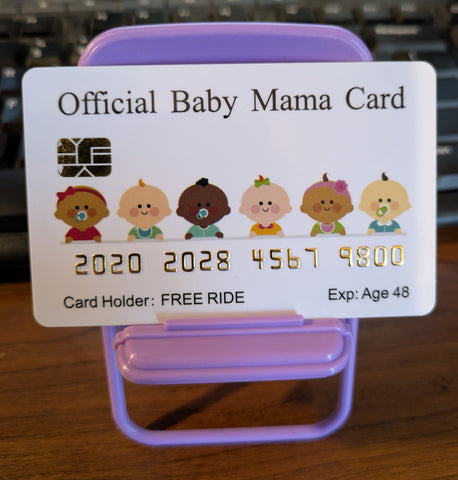 Official Baby Mama Card
2020 2028 4567 9800
Card Holder: FREE RIDE Exp: Age 48